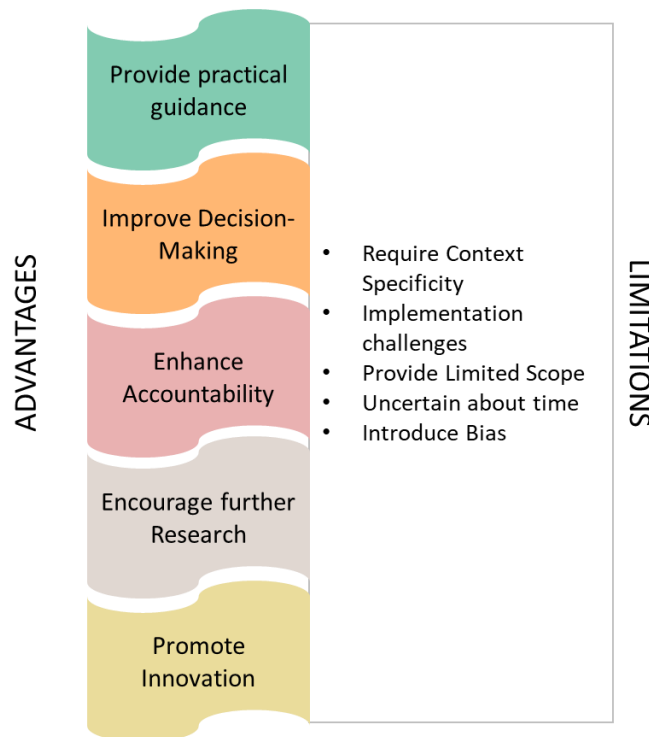 ADVANTAGES
Provide practical
guidance
Improve Decision-
Making
Enhance
Accountability
Encourage further
Research
Promote
Innovation
• Require Context
Specificity
• Implementation
challenges
• Provide Limited Scope
• Uncertain about time
• Introduce Bias
LIMITATIONS